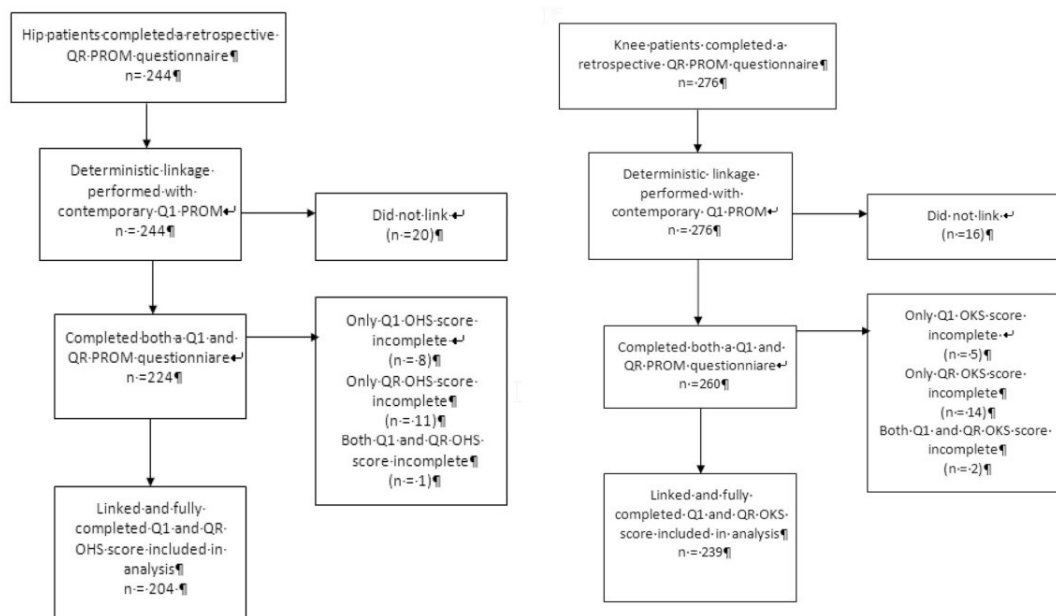 Hip·patients·completed·a·retrospective·
QR·PROM·questionnaire¶
n=·244¶
Deterministic·linkage·
performed·with·
contemporary·Q1·PROM↵
n·=·244¶
Did·not·link·↵
(n·=20)¶
Completed·both·a·Q1·and·
QR·PROM·questionniare↵
n·=224¶
Only·Q1·OHS·score·
incomplete·↵
(n=·8)¶
Only·QR·OHS·score·
incomplete¶
(n=·11)¶
Both·Q1·and·QR·OHS·
score·incomplete¶
(n=·1)¶
Linked·and·fully·
completed·Q1·and·QR·
OHS·score·included·in·
analysis¶
n=·204·¶
Knee·patients·completed·a·
retrospective·QR·PROM·questionnaire¶
n=·276¶
Deterministic·linkage·
performed·with·
contemporary·Q1·PROM↵
n·=·276¶
Did·not·link·↵
(n·=16)¶
Completed·both·a·Q1·and·
QR·PROM·questionniare↵
n·=260¶
Only·Q1·OKS·score·
incomplete·↵
(n=·5)¶
Only·QR·OKS·score·
incomplete¶
(n=·14)¶
Both·Q1·and·QR·OKS·score·
incomplete¶
(n=·2)¶
Linked·and·fully·
completed·Q1·and·QR·OKS·
score·included·in·analysis¶
n=·239¶